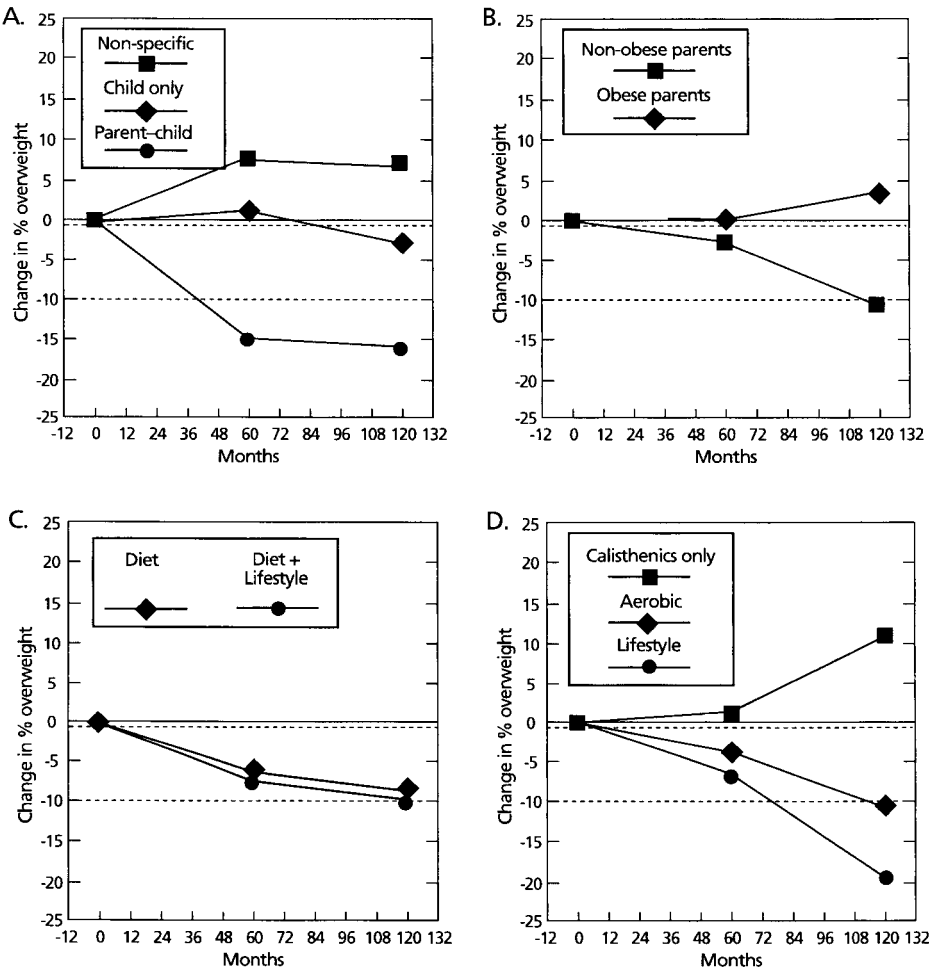 A.
25
20
15
10
5
0
-5
-10
-15
-20
-25
Change in % overweight
Non-specific
Child only
Parent–child
-12 0 12 24 36 48 60 72 84 96 108 120 132
Months
B.
25
20
15
10
5
0
-5
-10
-15
-20
-25
Change in % overweight
Non-obese parents
Obese parents
-12 0 12 24 36 48 60 72 84 96 108 120 132
Months
C.
25
20
15
10
5
0
-5
-10
-15
-20
-25
Change in % overweight
Diet
Diet +
Lifestyle
-12 0 12 24 36 48 60 72 84 96 108 120 132
Months
D.
25
20
15
10
5
0
-5
-10
-15
-20
-25
Change in % overweight
Calisthenics only
Aerobic
Lifestyle
-12 0 12 24 36 48 60 72 84 96 108 120 132
Months